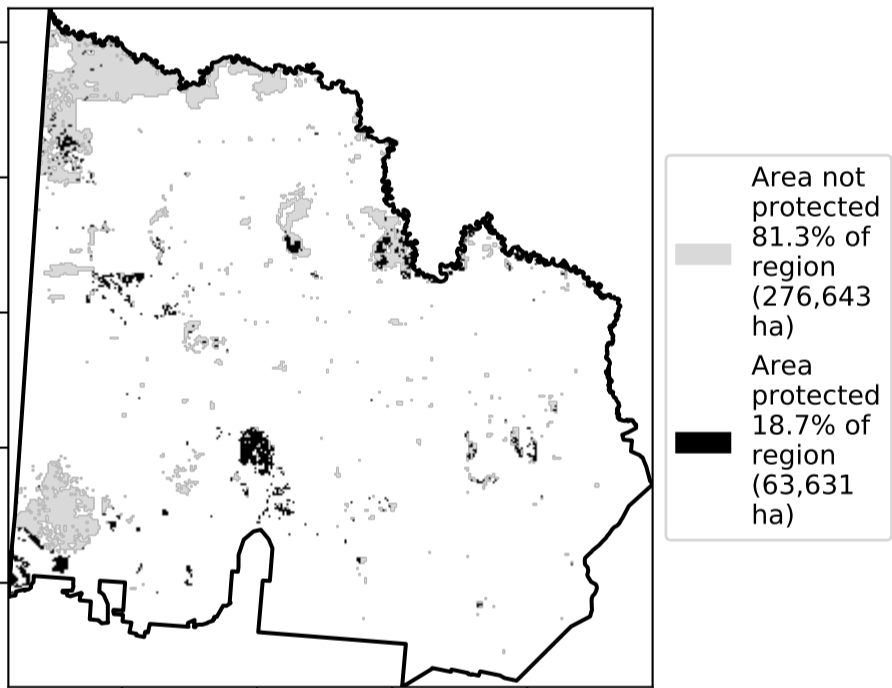 Area not
protected
81.3% of
region
(276,643
ha)
Area
protected
18.7% of
region
(63,631
ha)